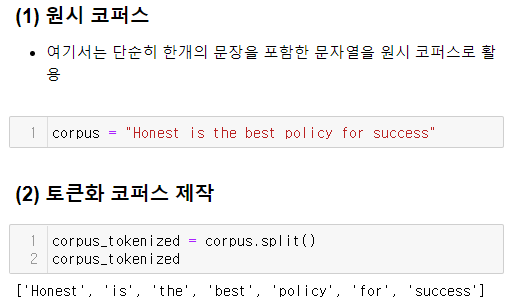 (1) 원시 코퍼스
• 여기서는 단순히 한개의 문장을 포함한 문자열을 원시 코퍼스로 활
용
1 corpus = "Honest is the best policy for success"
(2) 토큰화 코퍼스 제작
1 corpus_tokenized = corpus.split()
2 corpus_tokenized
['Honest', 'is', 'the', 'best', 'policy', 'for', 'success']